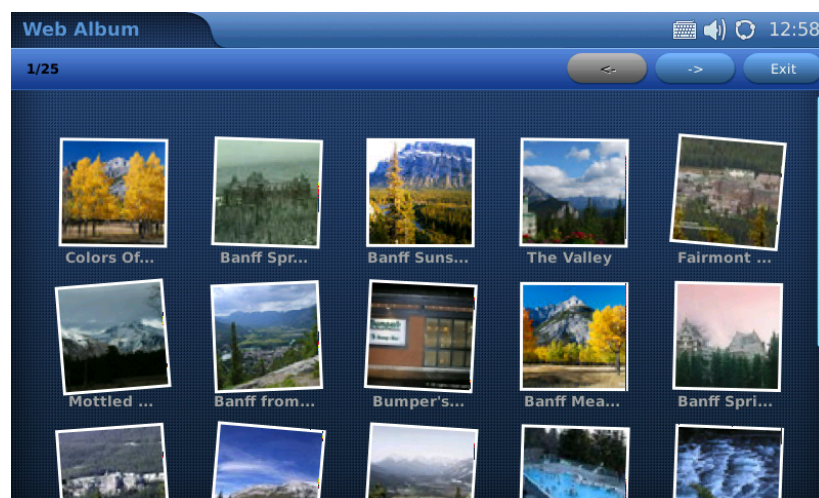 Web Album
12:58
1/25
<-
->
Exit
Colors Of...
Banff Spr...
Banff Suns...
The Valley
Fairmont ...
Mottled ...
Banff from...
Bumper's...
Banff Mea...
Banff Spri...
Bumper's